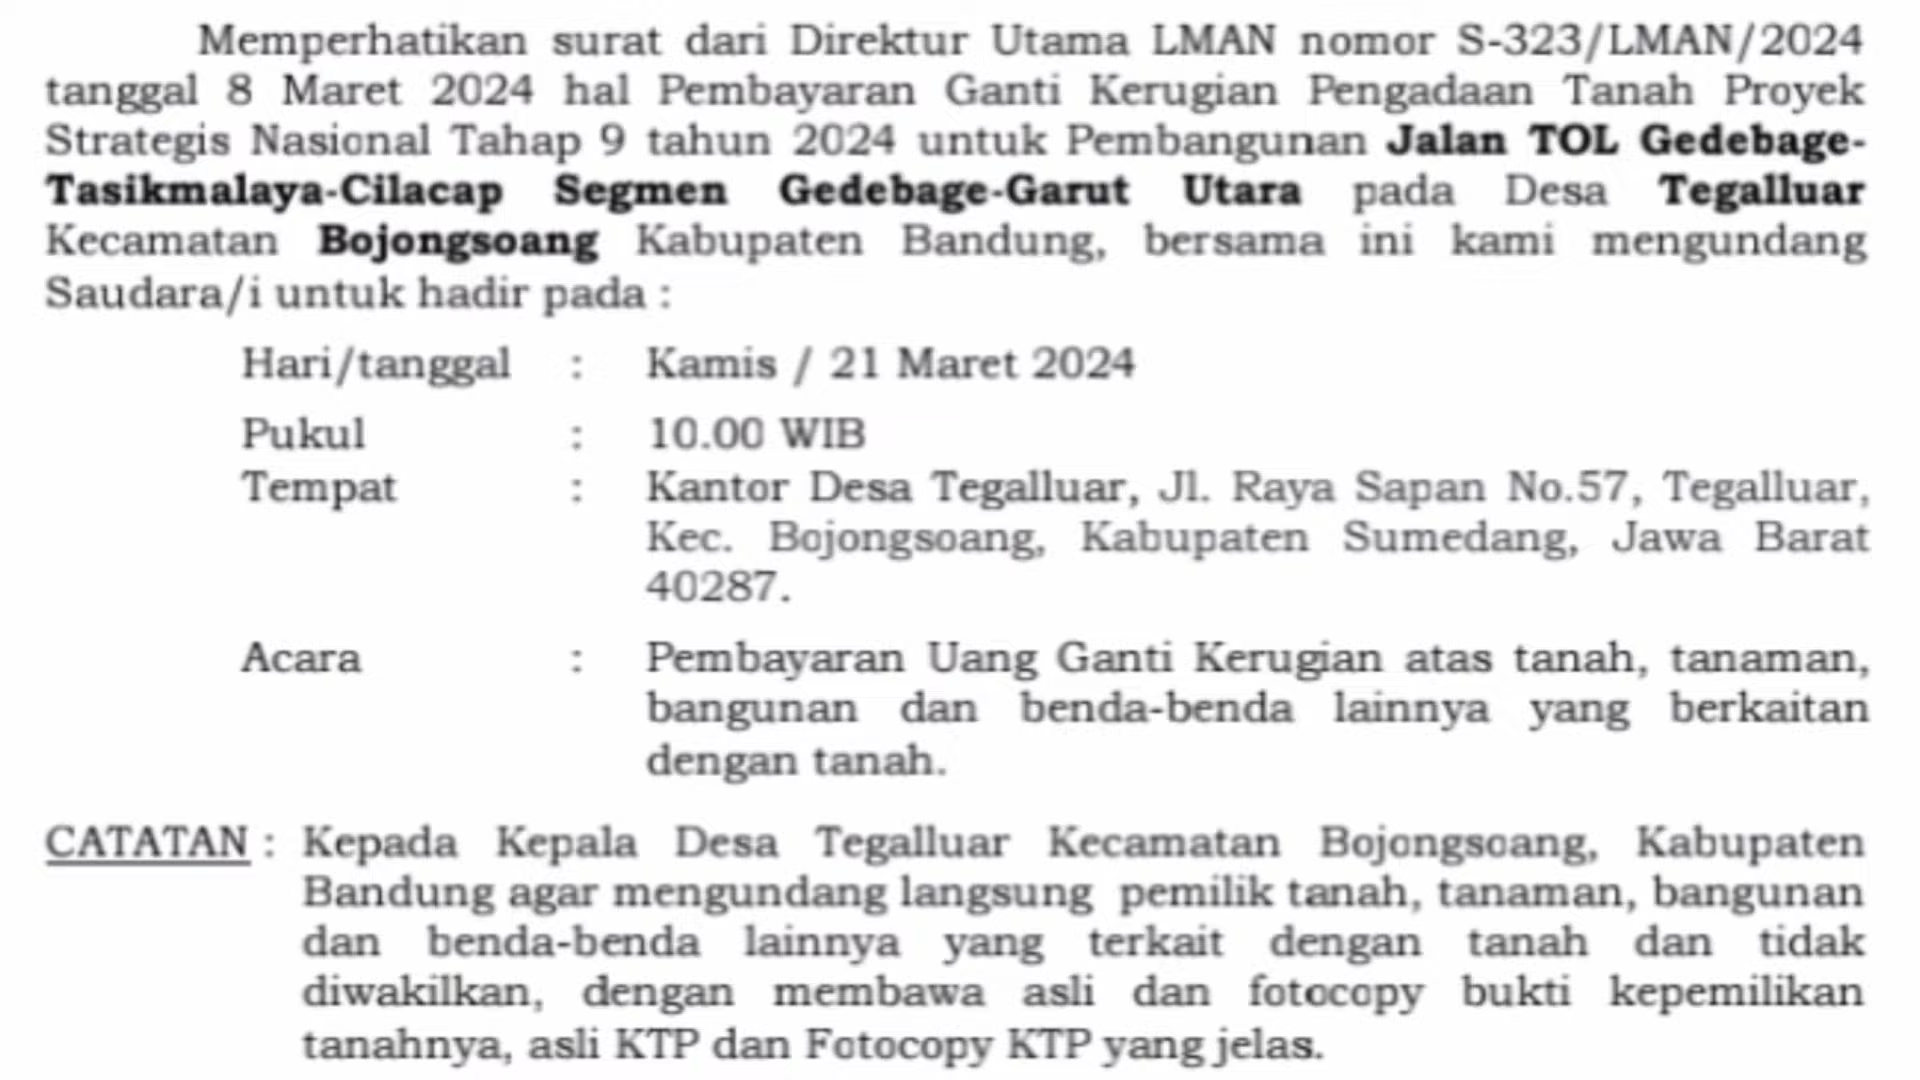 Memperhatikan surat dari Direktur Utama LMAN nomor S-323/LMAN/2024
tanggal 8 Maret 2024 hal Pembayaran Ganti Kerugian Pengadaan Tanah Proyek
Strategis Nasional Tahap 9 tahun 2024 untuk Pembangunan Jalan TOL Gedebage-
Tasikmalaya-Cilacap Segmen Gedebage-Garut Utara pada Desa Tegalluar
Kecamatan Bojongsoang Kabupaten Bandung, bersama ini kami mengundang
Saudara/i untuk hadir pada :
Hari/tanggal : Kamis / 21 Maret 2024
Pukul : 10.00 WIB
Tempat : Kantor Desa Tegalluar, Jl. Raya Sapan No.57, Tegalluar,
Kec. Bojongsoang, Kabupaten Sumedang, Jawa Barat
40287.
Acara : Pembayaran Uang Ganti Kerugian atas tanah, tanaman,
bangunan dan benda-benda lainnya yang berkaitan
dengan tanah.
CATATAN : Kepada Kepala Desa Tegalluar Kecamatan Bojongsoang, Kabupaten
Bandung agar mengundang langsung pemilik tanah, tanaman, bangunan
dan benda-benda lainnya yang terkait dengan tanah dan tidak
diwakilkan, dengan membawa asli dan fotocopy bukti kepemilikan
tanahnya, asli KTP dan Fotocopy KTP yang jelas.